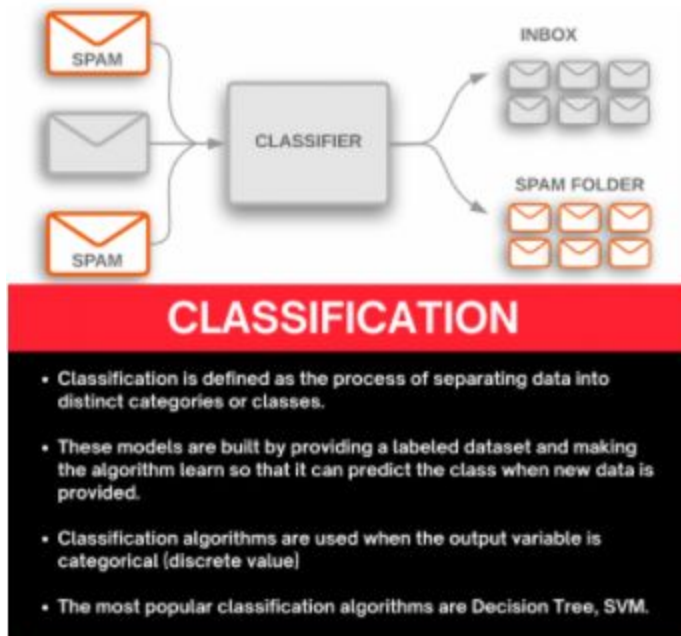 SPAM
SPAM
CLASSIFIER
INBOX
SPAM FOLDER
CLASSIFICATION
• Classification is defined as the process of separating data into
distinct categories or classes.
• These models are built by providing a labeled dataset and making
the algorithm learn so that it can predict the class when new data is
provided.
• Classification algorithms are used when the output variable is
categorical (discrete value)
• The most popular classification algorithms are Decision Tree, SVM.